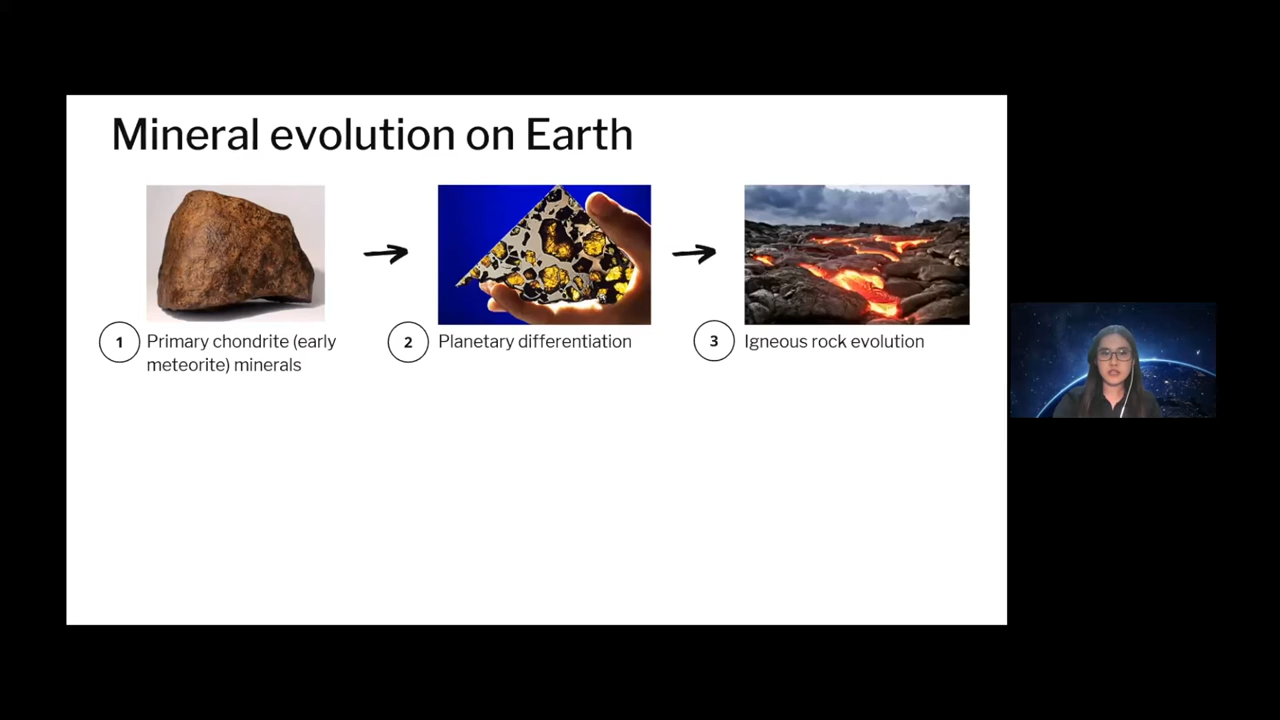 Mineral evolution on Earth
1
Primary chondrite (early
meteorite) minerals
2
Planetary differentiation
3
Igneous rock evolution